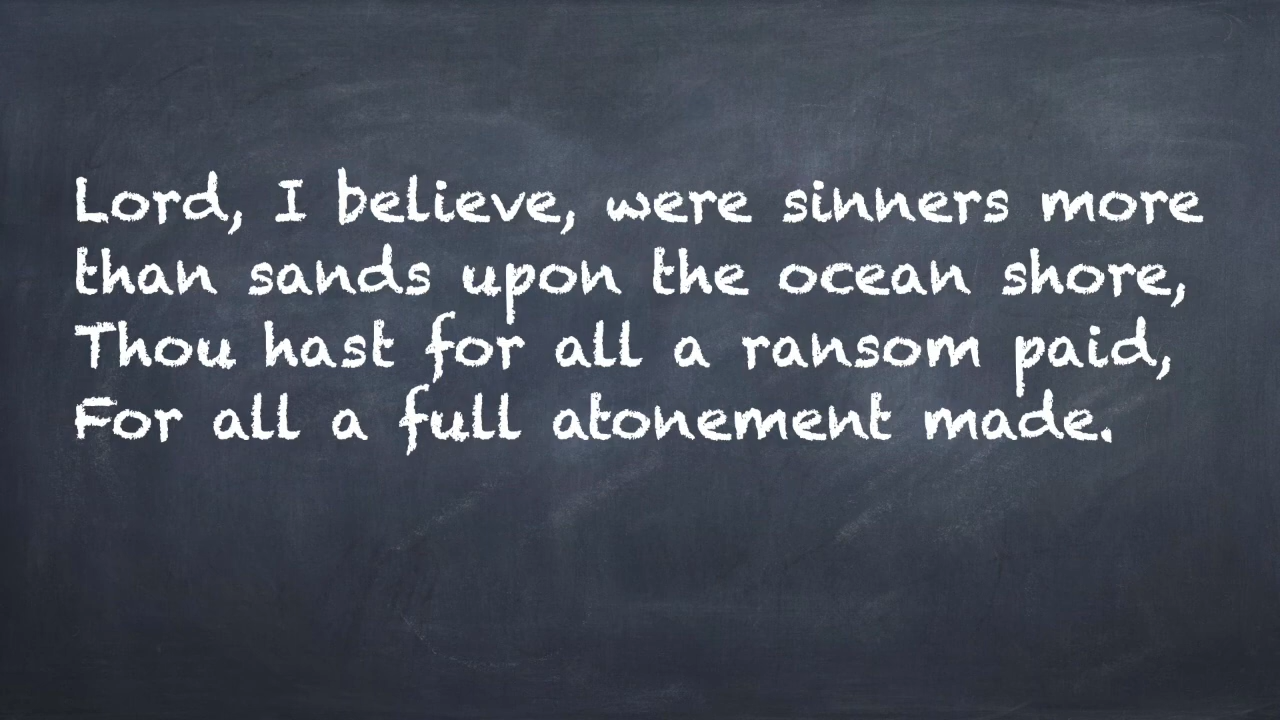 Lord, I believe, were sinners more
than sands upon the ocean shore,
Thou hast for all a ransom paid,
For all a full atonement made.